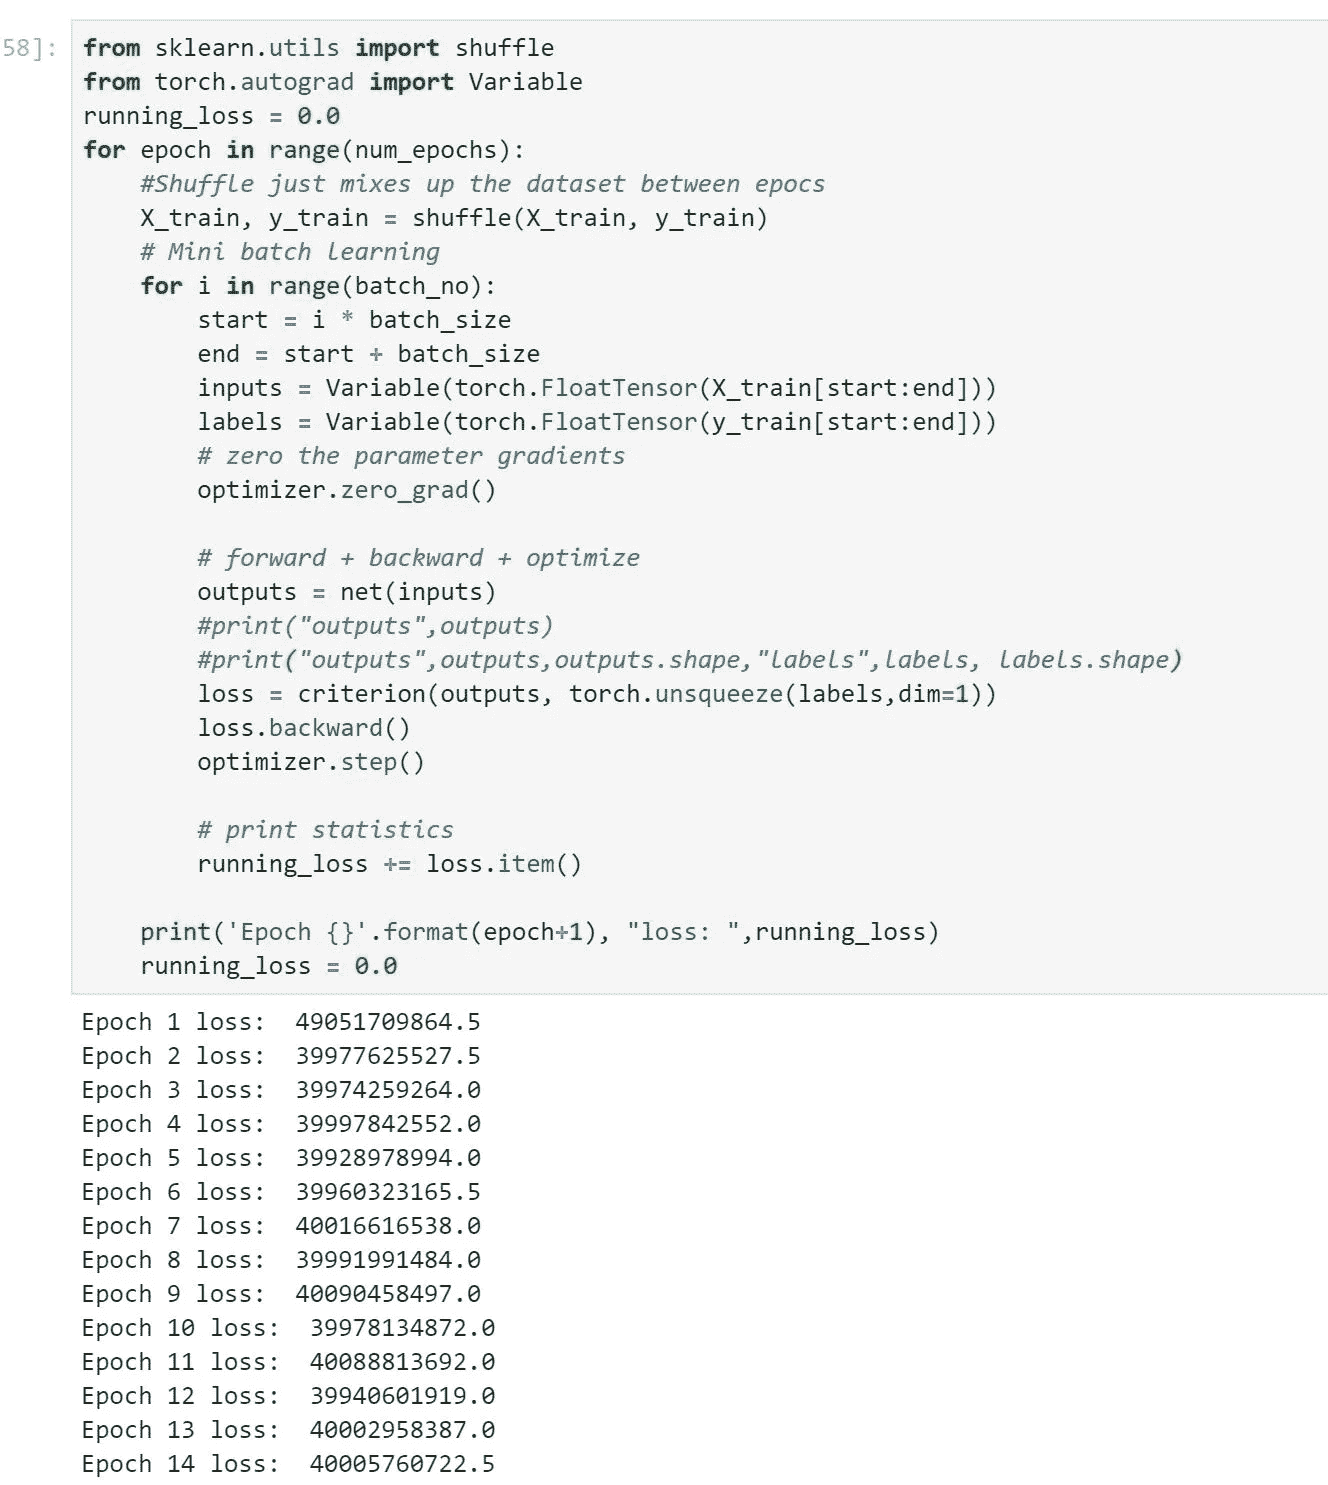 58]:
from sklearn.utils import shuffle
from torch.autograd import Variable
running_loss = 0.0
for epoch in range(num_epochs):
    #Shuffle just mixes up the dataset between epocs
    X_train, y_train = shuffle(X_train, y_train)
    # Mini batch learning
    for i in range(batch_no):
        start = i * batch_size
        end = start + batch_size
        inputs = Variable(torch.FloatTensor(X_train[start:end]))
        labels = Variable(torch.FloatTensor(y_train[start:end]))
        # zero the parameter gradients
        optimizer.zero_grad()

        # forward + backward + optimize
        outputs = net(inputs)
        #print("outputs",outputs)
        #print("outputs",outputs,outputs.shape,"labels",labels, labels.shape)
        loss = criterion(outputs, torch.unsqueeze(labels,dim=1))
        loss.backward()
        optimizer.step()

        # print statistics
        running_loss += loss.item()

    print('Epoch {}'.format(epoch+1), "loss: ",running_loss)
    running_loss = 0.0
Epoch 1 loss:  49051709864.5
Epoch 2 loss:  39977625527.5
Epoch 3 loss:  39974259264.0
Epoch 4 loss:  39997842552.0
Epoch 5 loss:  39928978994.0
Epoch 6 loss:  39960323165.5
Epoch 7 loss:  40016616538.0
Epoch 8 loss:  39991991484.0
Epoch 9 loss:  40090458497.0
Epoch 10 loss:  39978134872.0
Epoch 11 loss:  40088813692.0
Epoch 12 loss:  39940601919.0
Epoch 13 loss:  40002958387.0
Epoch 14 loss:  40005760722.5